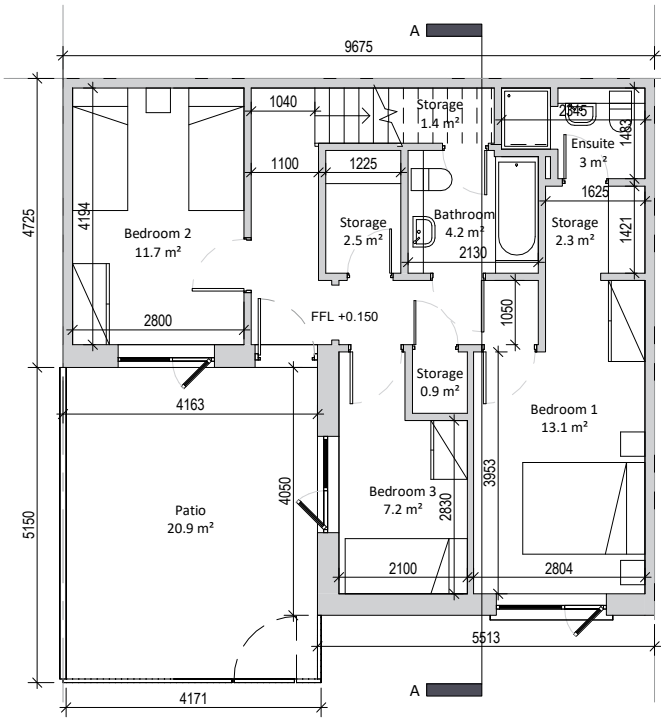 A
9675
1040
Storage
1.4 m²
2345
1483
Ensuite
3 m²
1100
1225
1625
4725
4194
Bedroom 2
11.7 m²
Storage
2.5 m²
Bathroom
4.2 m²
Storage
2.3 m²
1421
2130
2800
FFL +0.150
1050
Storage
0.9 m²
4163
Bedroom 1
13.1 m²
5150
4050
3953
Patio
20.9 m²
Bedroom 3
7.2 m²
2830
2100
2804
5513
A
4171